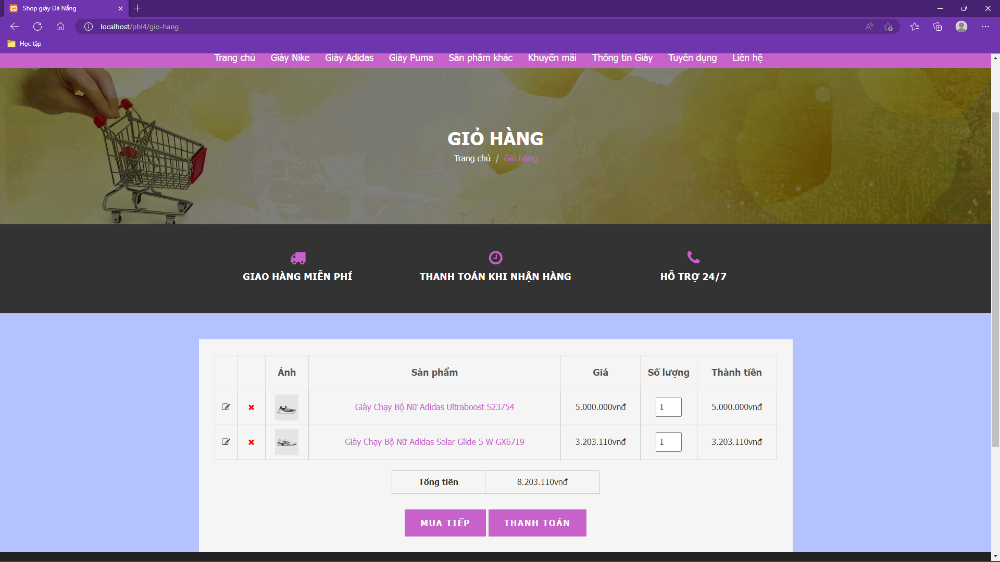 Shop giày Đà Nẵng
localhost/pbl4/gio-hang
Học tập
Trang chủ Giày Nike Giày Adidas Giày Puma Sẩn phẩm khác Khuyến mãi Thông tin Giày Tuyển dụng Liên hệ
GIỎ HÀNG
Trang chủ / Giỏ hàng
GIAO HÀNG MIỄN PHÍ THANH TOÁN KHI NHẬN HÀNG HỖ TRỢ 24/7
Ảnh Sản phẩm Giá Số lượng Thành tiền
Giày Chạy Bộ Nữ Adidas Ultraboost S23754 5.000.000vnđ 1 5.000.000vnđ
Giày Chạy Bộ Nữ Adidas Solar Glide 5 W GX6719 3.203.110vnđ 1 3.203.110vnđ
Tổng tiền 8.203.110vnđ
MUA TIẾP THANH TOÁN